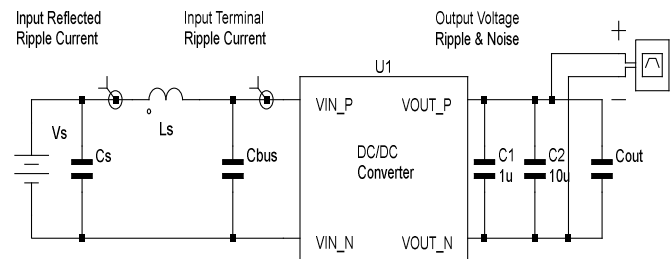 Input Reflected
Ripple Current
Input Terminal
Ripple Current
Output Voltage
Ripple & Noise
+
−
U1
VIN_P
VOUT_P
Vs
Cs
Ls
Cbus
DC/DC
Converter
C1
1u
C2
10u
Cout
VIN_N
VOUT_N